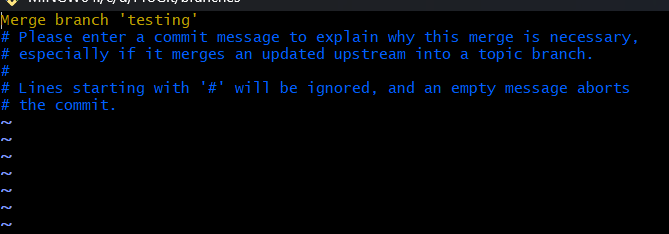 Merge branch 'testing'
# Please enter a commit message to explain why this merge is necessary,
# especially if it merges an updated upstream into a topic branch.
#
# Lines starting with '#' will be ignored, and an empty message aborts
# the commit.
~
~
~
~
~
~
~